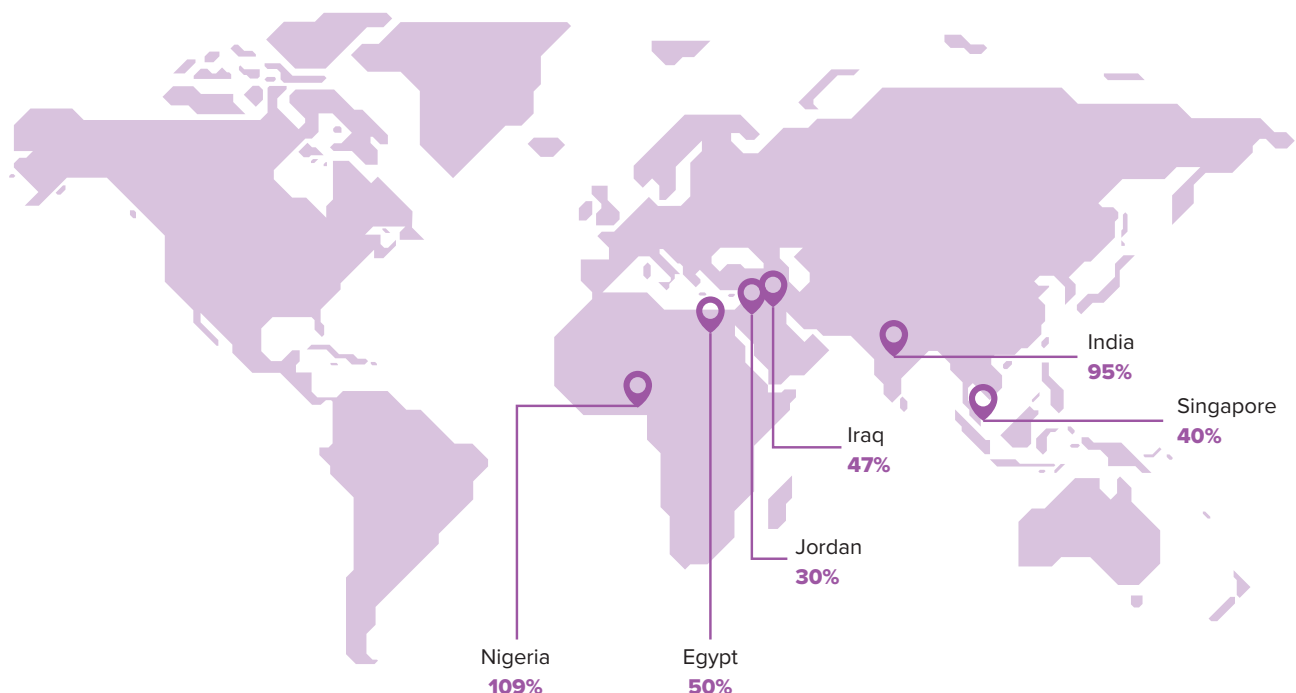 India
95%
Singapore
40%
Iraq
47%
Jordan
30%
Nigeria
109%
Egypt
50%